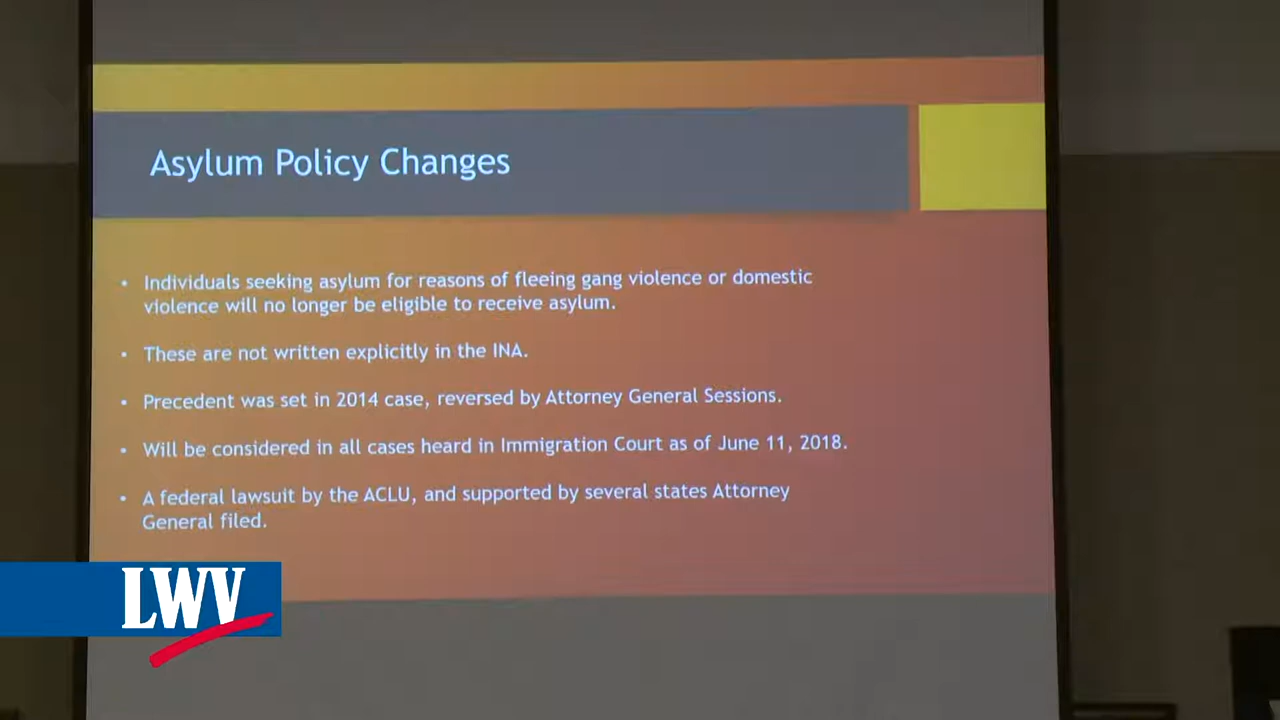 Asylum Policy Changes
• Individuals seeking asylum for reasons of fleeing gang violence or domestic
violence will no longer be eligible to receive asylum.
• These are not written explicitly in the INA.
• Precedent was set in 2014 case, reversed by Attorney General Sessions.
• Will be considered in all cases heard in Immigration Court as of June 11, 2018.
• A federal lawsuit by the ACLU, and supported by several states Attorney
General filed.
LWV